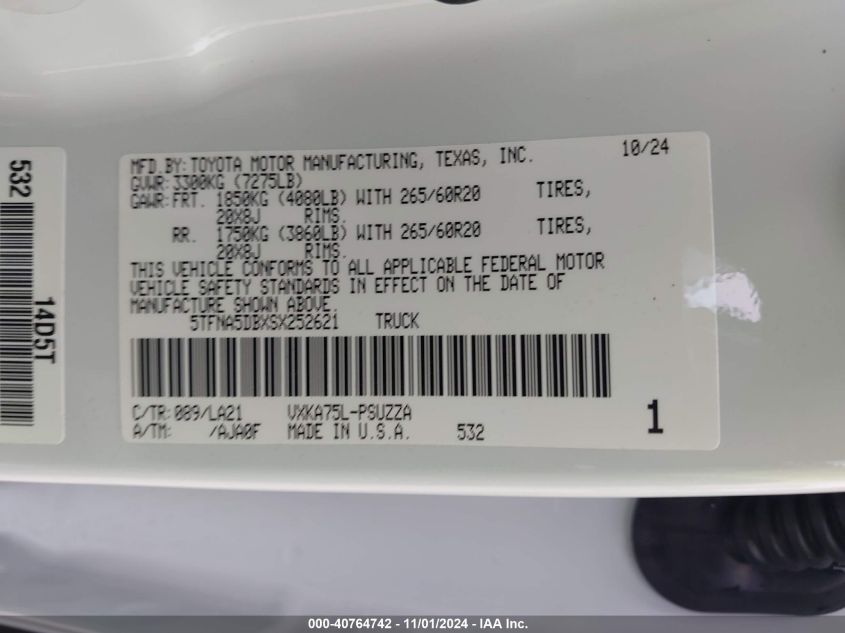 532
14D5T
MFD.BY:TOYOTA MOTOR MANUFACTURING, TEXAS, INC. 10/24
GVWR:3300KG (7275LB)
GAWR:FRT. 1850KG (4080LB) WITH 265/60R20 TIRES,
20X8J RIMS.
RR. 1750KG (3860LB) WITH 265/60R20 TIRES,
20X8J RIMS.
THIS VEHICLE CONFORMS TO ALL APPLICABLE FEDERAL MOTOR
VEHICLE SAFETY STANDARDS IN EFFECT ON THE DATE OF
MANUFACTURE SHOWN ABOVE.
5TFNA5DBXSX252621 TRUCK
C/TR:089/LA21 VXKA75L-PSUZZA
A/TM: /AJA0F MADE IN U.S.A. 532 1
000-40764742 - 11/01/2024 - IAA Inc.